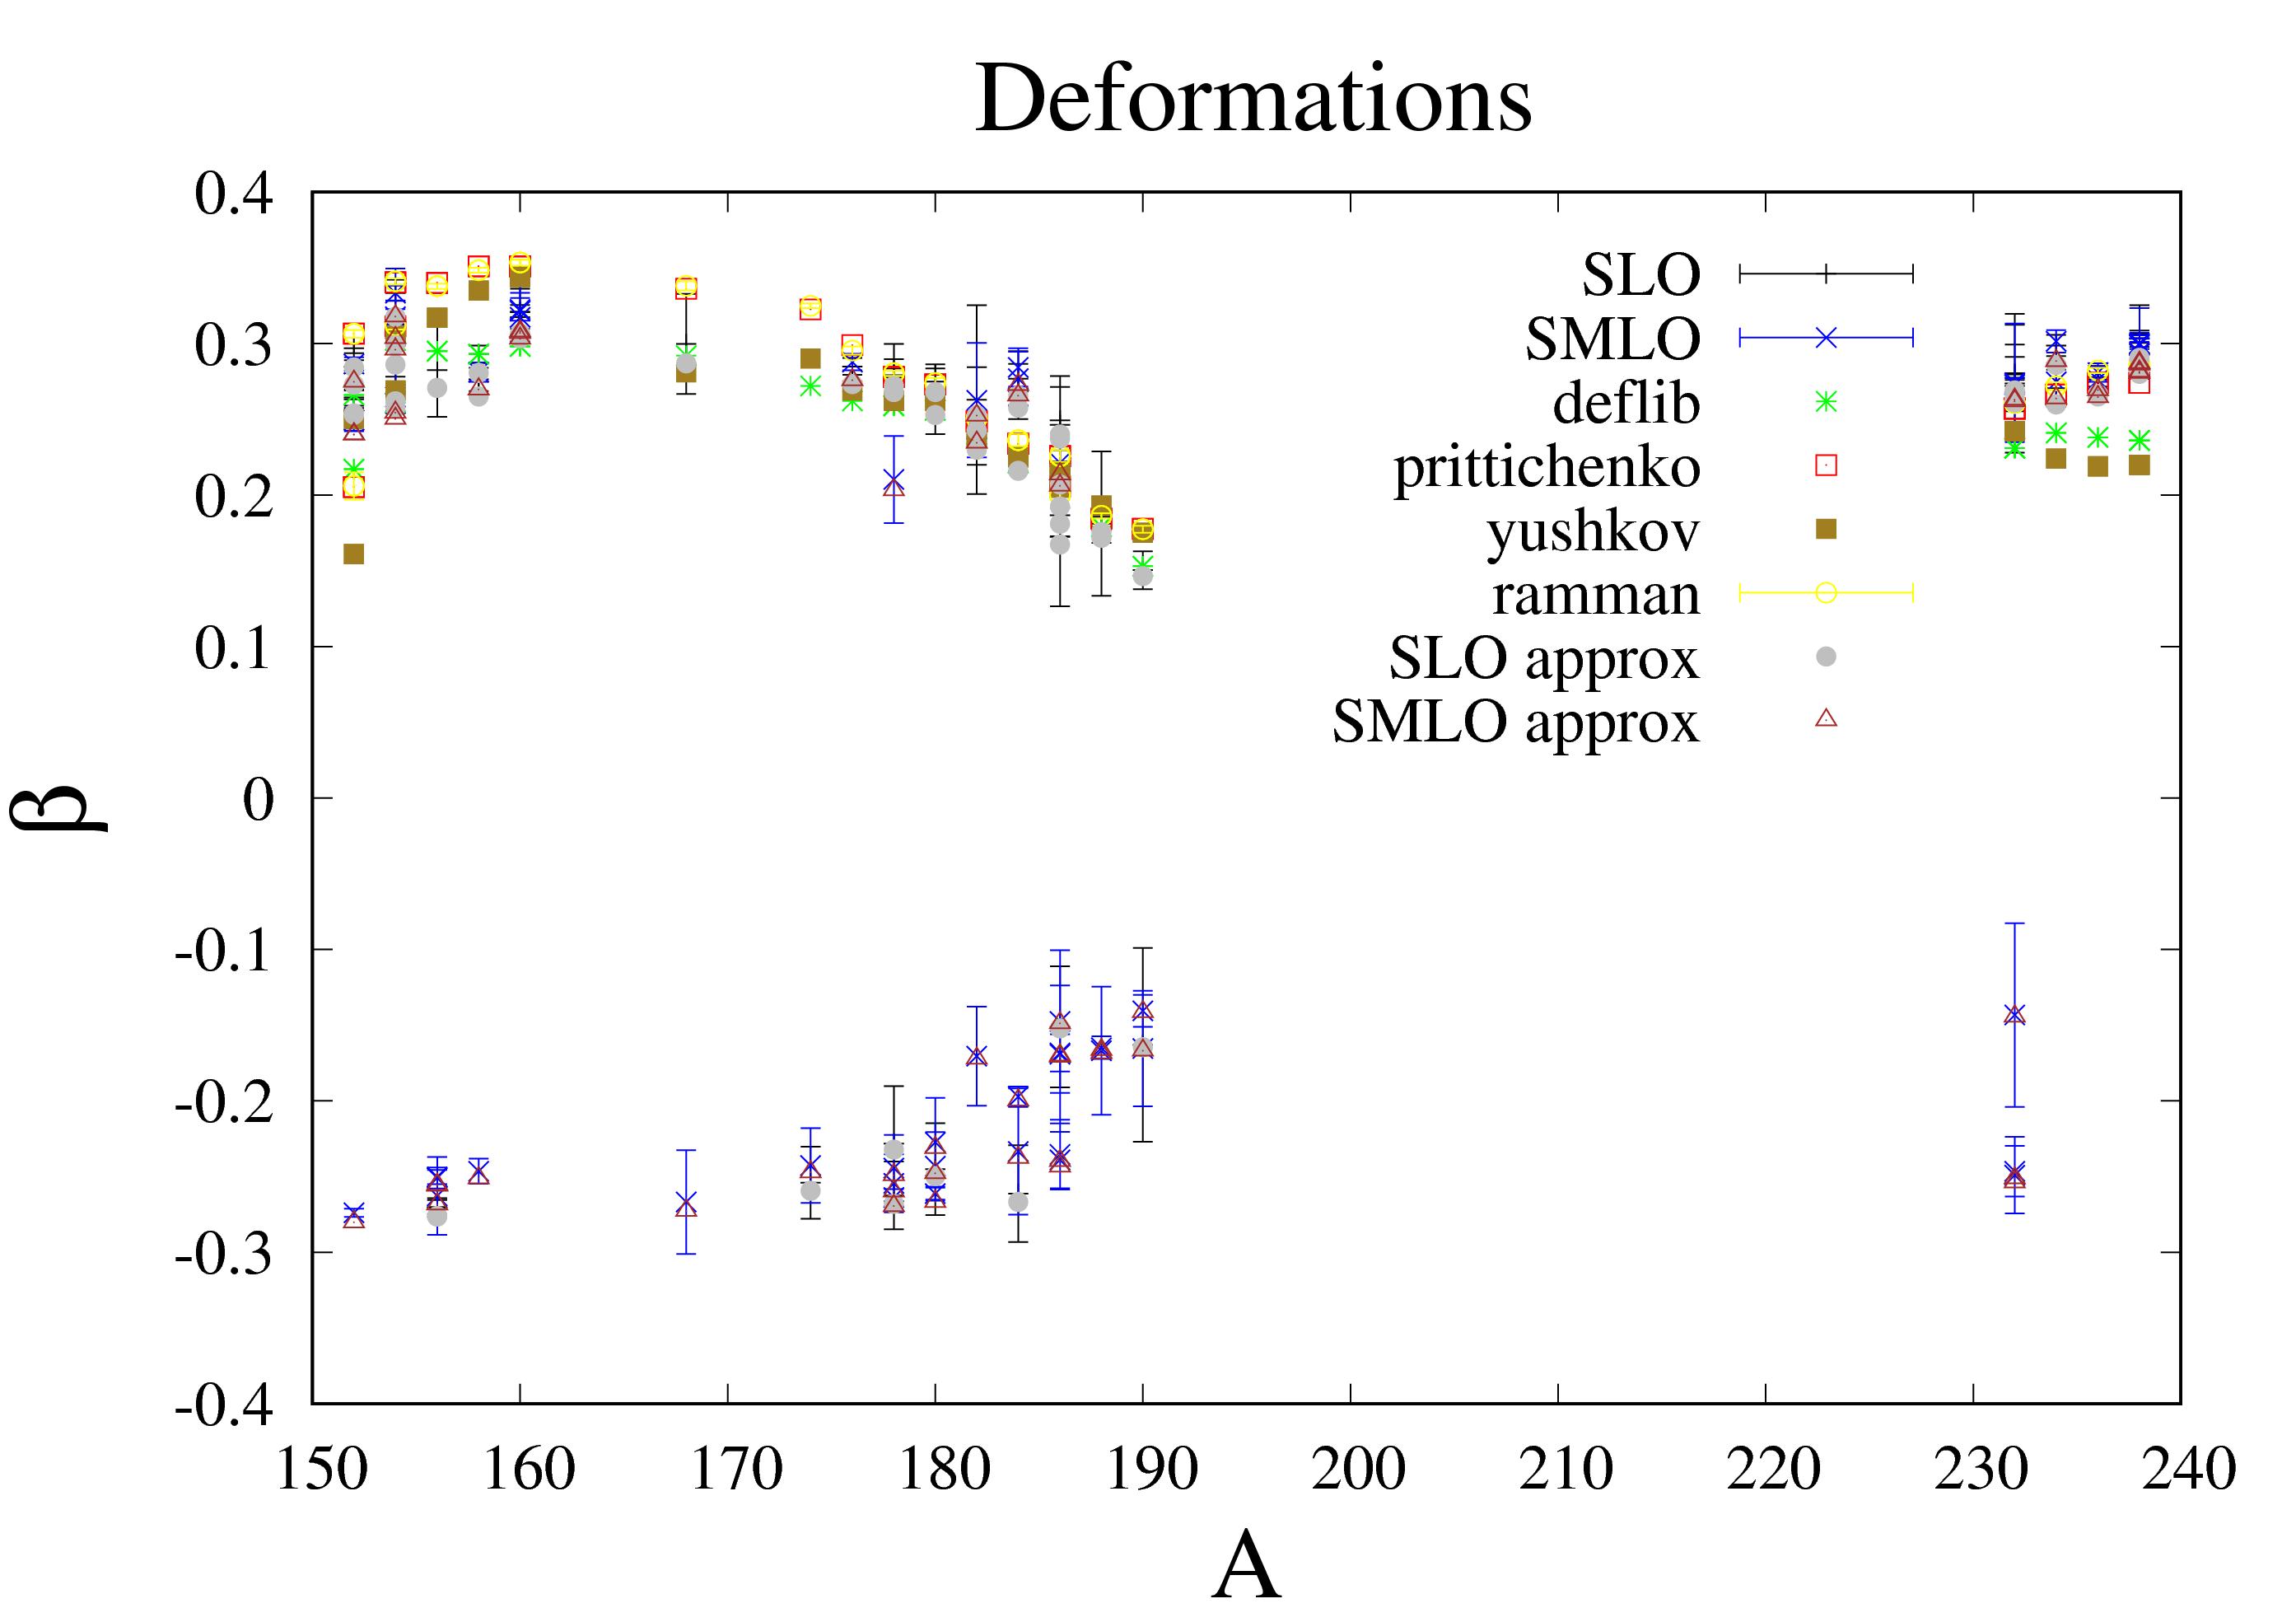 Deformations
0.4
0.3
0.2
0.1
0
-0.1
-0.2
-0.3
-0.4
β
SLO
SMLO
deflib
prittichenko
yushkov
ramman
SLO approx
SMLO approx
150 160 170 180 190 200 210 220 230 240
A